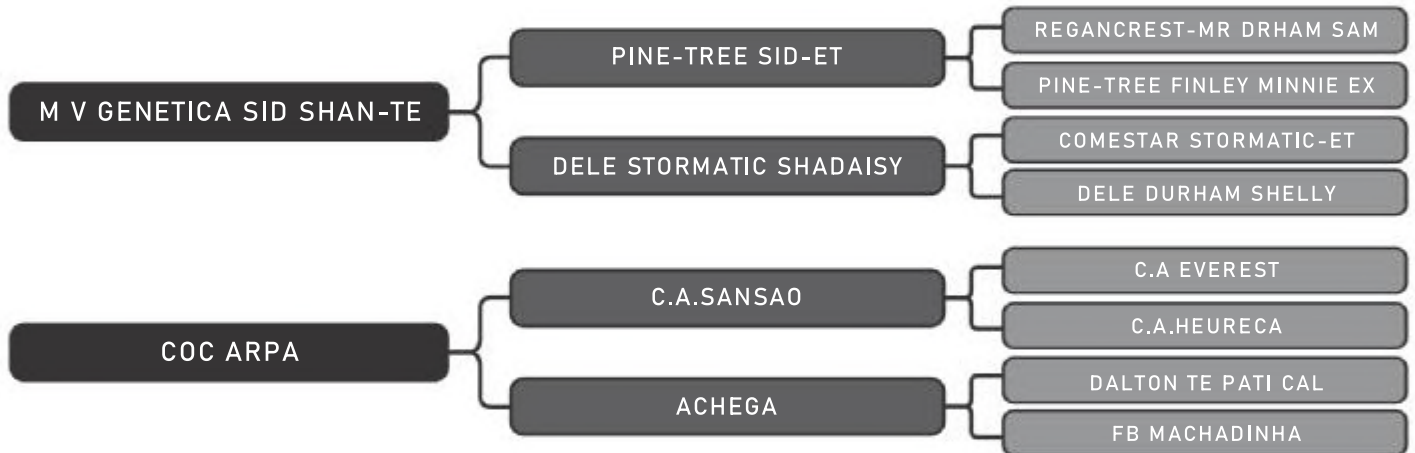 M V GENETICA SID SHAN-TE
PINE-TREE SID-ET
REGANCREST-MR DRHAM SAM
PINE-TREE FINLEY MINNIE EX
DELE STORMATIC SHADAISY
COMESTAR STORMATIC-ET
DELE DURHAM SHELLY
COC ARPA
C.A.SANSAO
C.A EVEREST
C.A.HEURECA
ACHEGA
DALTON TE PATI CAL
FB MACHADINHA